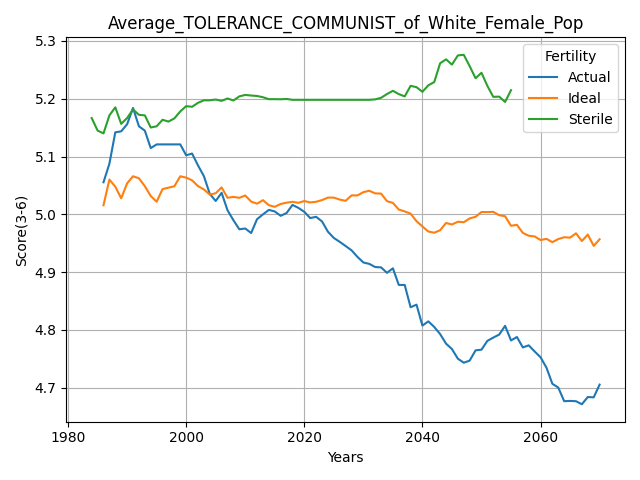 Average_TOLERANCE_COMMUNIST_of_White_Female_Pop
5.3
5.2
5.1
5.0
4.9
4.8
4.7
Score(3-6)
Fertility
Actual
Ideal
Sterile
1980
2000
2020
2040
2060
Years